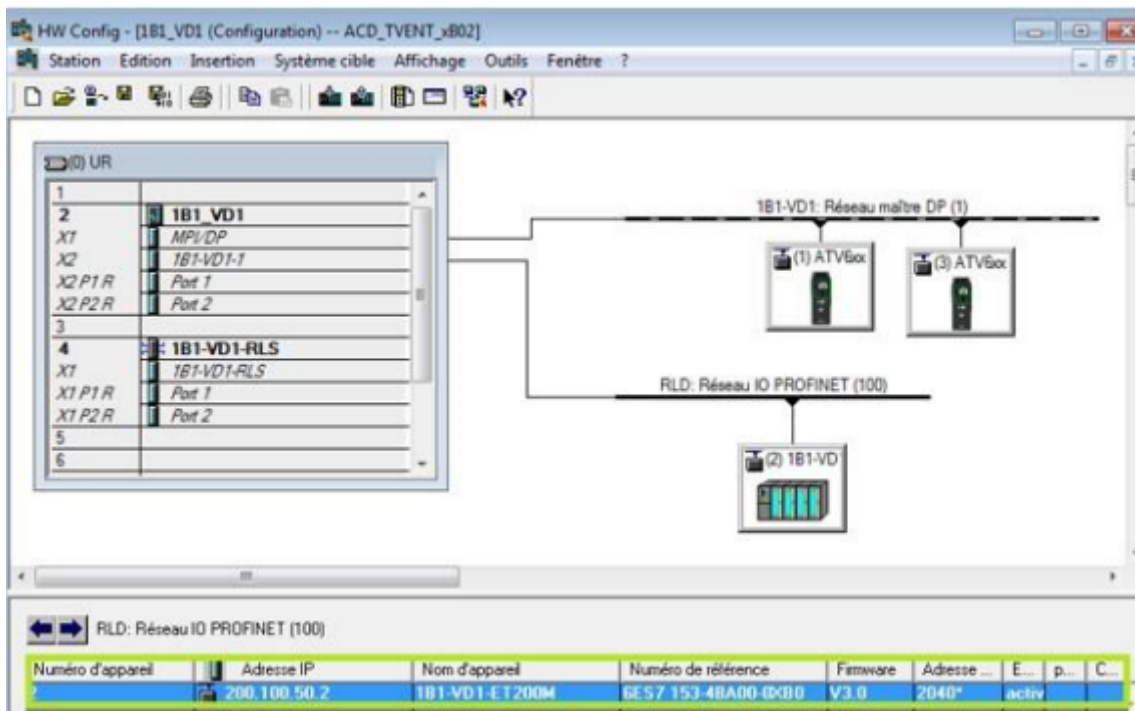 HW Config - [1B1_VD1 (Configuration) -- ACD_TVENT_xB02]
Station Edition Insertion Système cible Affichage Outils Fenêtre ?
(0) UR
1
2 1B1_VD1
X1 MPI/DP
X2 1B1-VD1-1
X2 P1 R Port 1
X2 P2 R Port 2
3
4 1B1-VD1-RLS
X1 1B1-VD1-RLS
X1 P1 R Port 1
X1 P2 R Port 2
5
6
1B1-VD1: Réseau maître DP (1)
(1) ATV6xx
(3) ATV6xx
RLD: Réseau IO PROFINET (100)
(2) 1B1-VD
RLD: Réseau IO PROFINET (100)
Numéro d'appareil Adresse IP Nom d'appareil Numéro de référence Firmware Adresse ... E... p... C...
2 200.100.50.2 1B1-VD1-ET200M 6ES7 153-4BA00-0XB0 V3.0 2040* activ